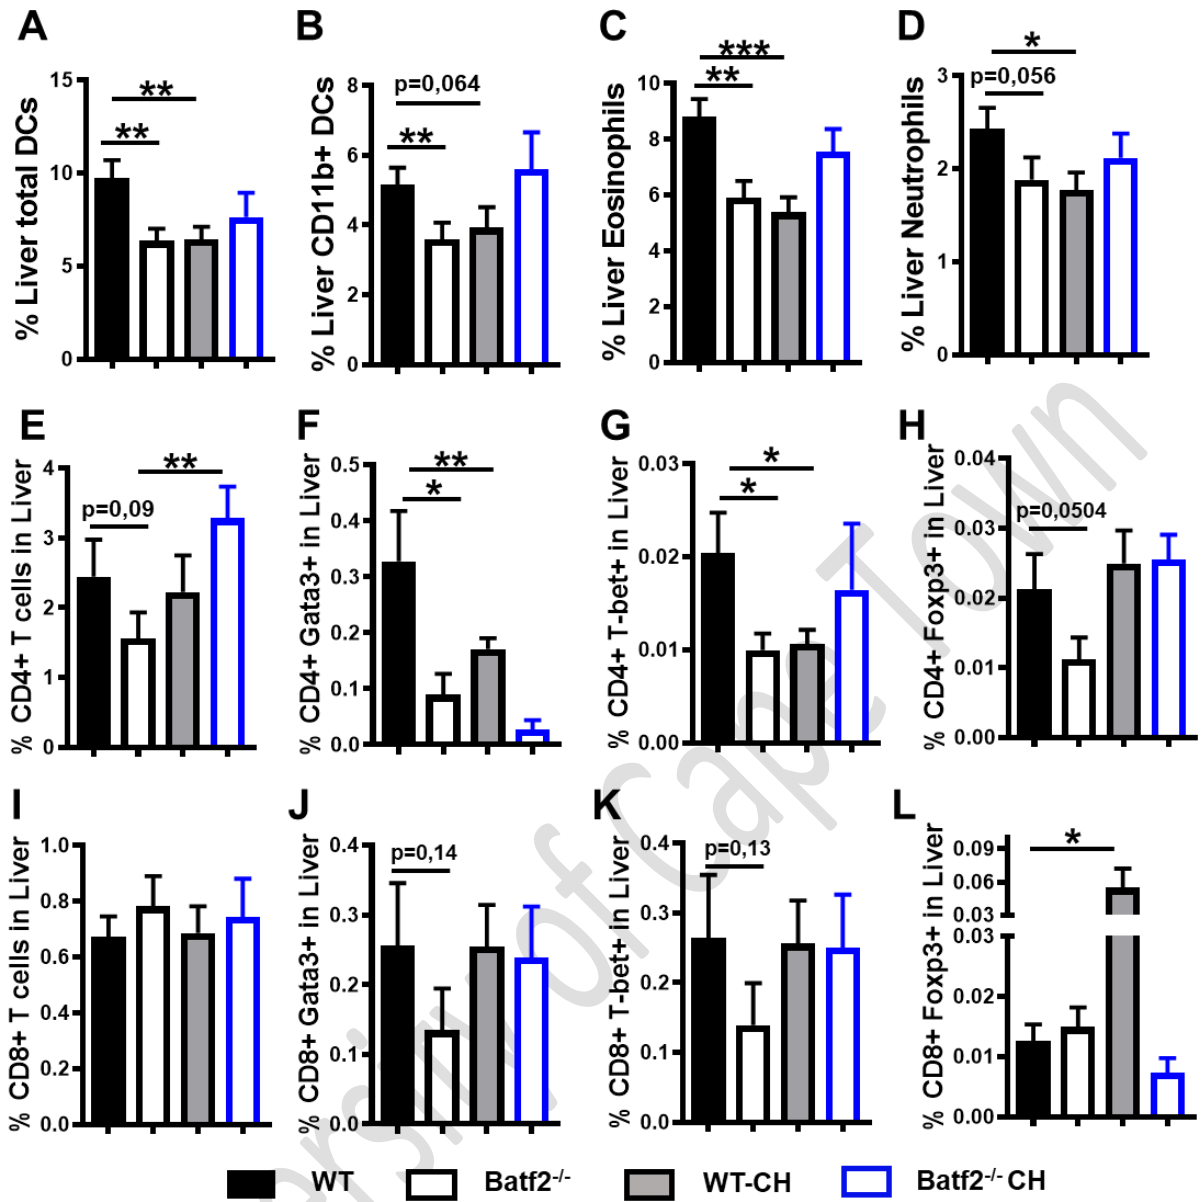 A
B
C
D
% Liver total DCs
15
10
5
0
**
**
% Liver CD11b+ DCs
8
6
4
2
0
p=0,064
**
% Liver Eosinophils
10
8
6
4
2
0
***
**
% Liver Neutrophils
3
2
1
0
*
p=0,056
E
F
G
H
% CD4+ T cells in Liver
4
3
2
1
0
**
p=0,09
% CD4+ Gata3+ in Liver
0.5
0.4
0.3
0.2
0.1
0.0
**
*
% CD4+ T-bet+ in Liver
0.03
0.02
0.01
0.00
*
*
% CD4+ Foxp3+ in Liver
0.04
0.03
0.02
0.01
0.00
p=0,0504
I
J
K
L
% CD8+ T cells in Liver
1.0
0.8
0.6
0.4
0.2
0.0
% CD8+ Gata3+ in Liver
0.4
0.3
0.2
0.1
0.0
p=0,14
% CD8+ T-bet+ in Liver
0.4
0.3
0.2
0.1
0.0
p=0,13
% CD8+ Foxp3+ in Liver
0.09
0.06
0.03
0.03
0.02
0.01
0.00
*
WT
Batf2-/-
WT-CH
Batf2-/- CH
of Cape Town